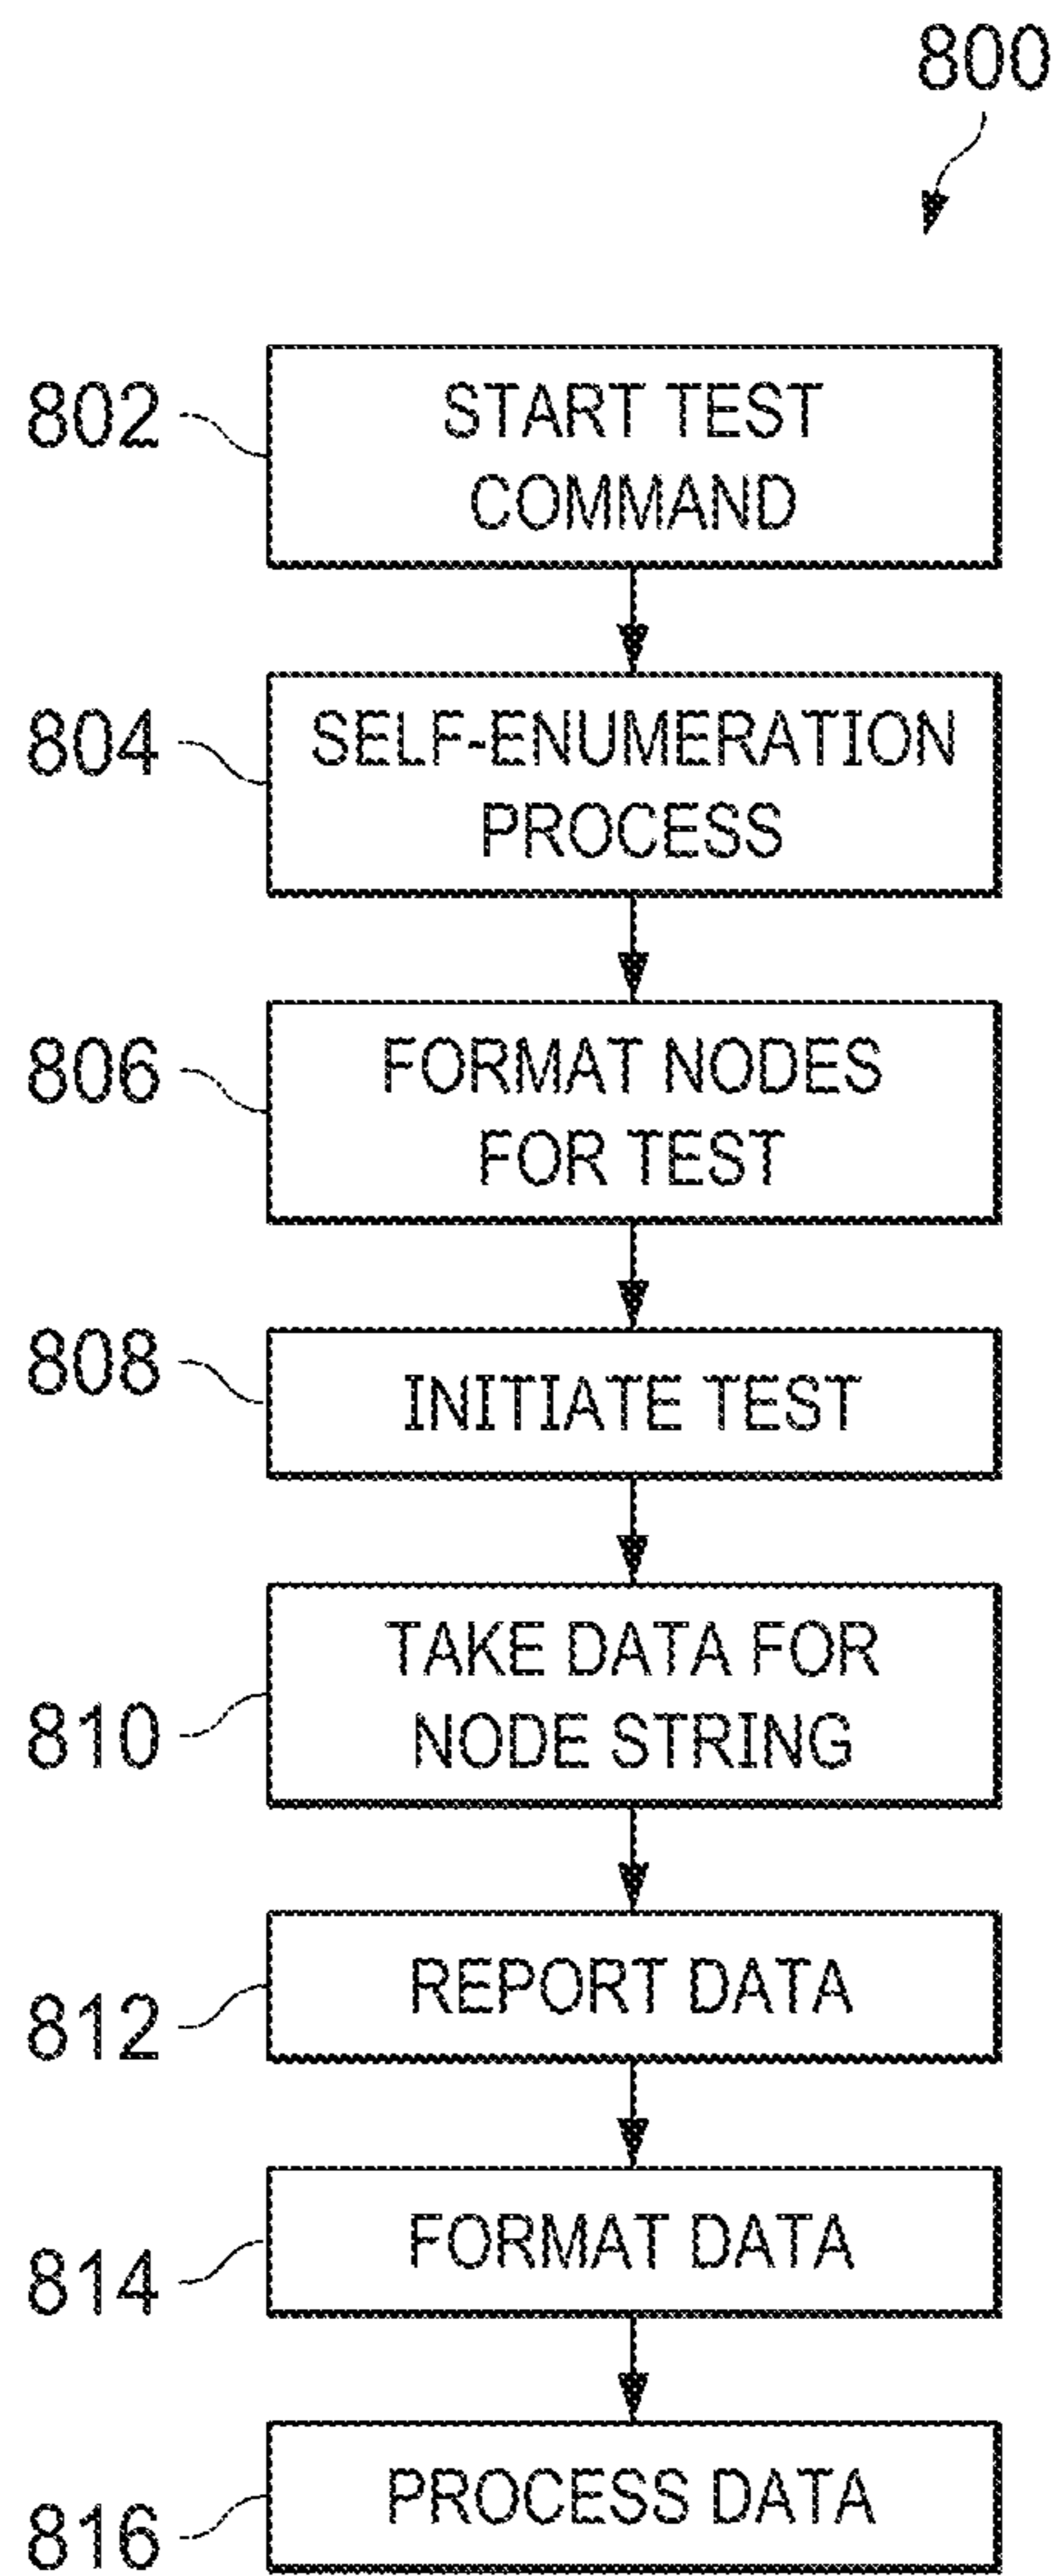 800
802
START TEST
COMMAND
804
SELF-ENUMERATION
PROCESS
806
FORMAT NODES
FOR TEST
808
INITIATE TEST
810
TAKE DATA FOR
NODE STRING
812
REPORT DATA
814
FORMAT DATA
816
PROCESS DATA